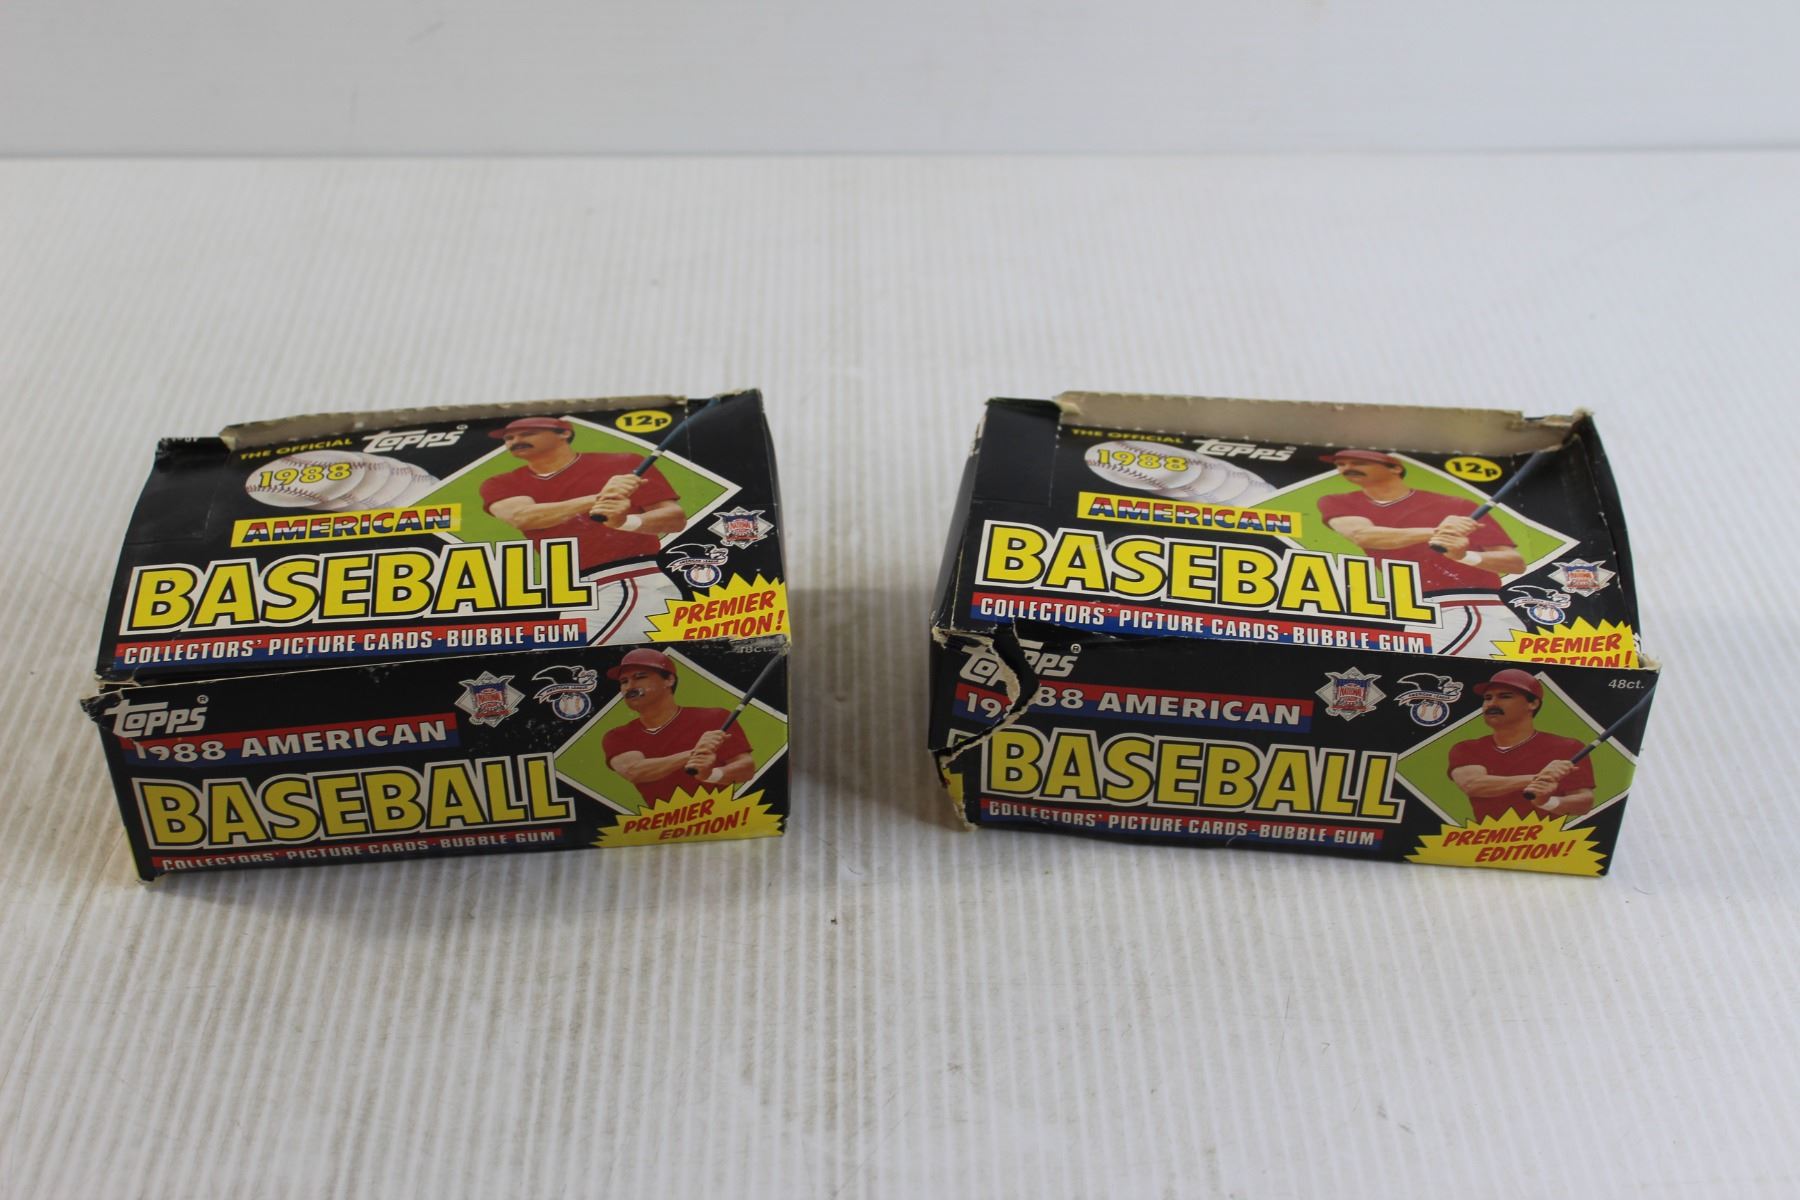 THE OFFICIAL
TOPPS
12p
1988
AMERICAN
BASEBALL
COLLECTORS' PICTURE CARDS · BUBBLE GUM
PREMIER
EDITION!
48ct.
TOPPS®
1988 AMERICAN
BASEBALL
COLLECTORS' PICTURE CARDS · BUBBLE GUM
PREMIER
EDITION!
THE OFFICIAL
TOPPS
12p
1988
AMERICAN
BASEBALL
COLLECTORS' PICTURE CARDS · BUBBLE GUM
PREMIER
EDITION!
TOPPS®
48ct.
1988 AMERICAN
BASEBALL
COLLECTORS' PICTURE CARDS · BUBBLE GUM
PREMIER
EDITION!